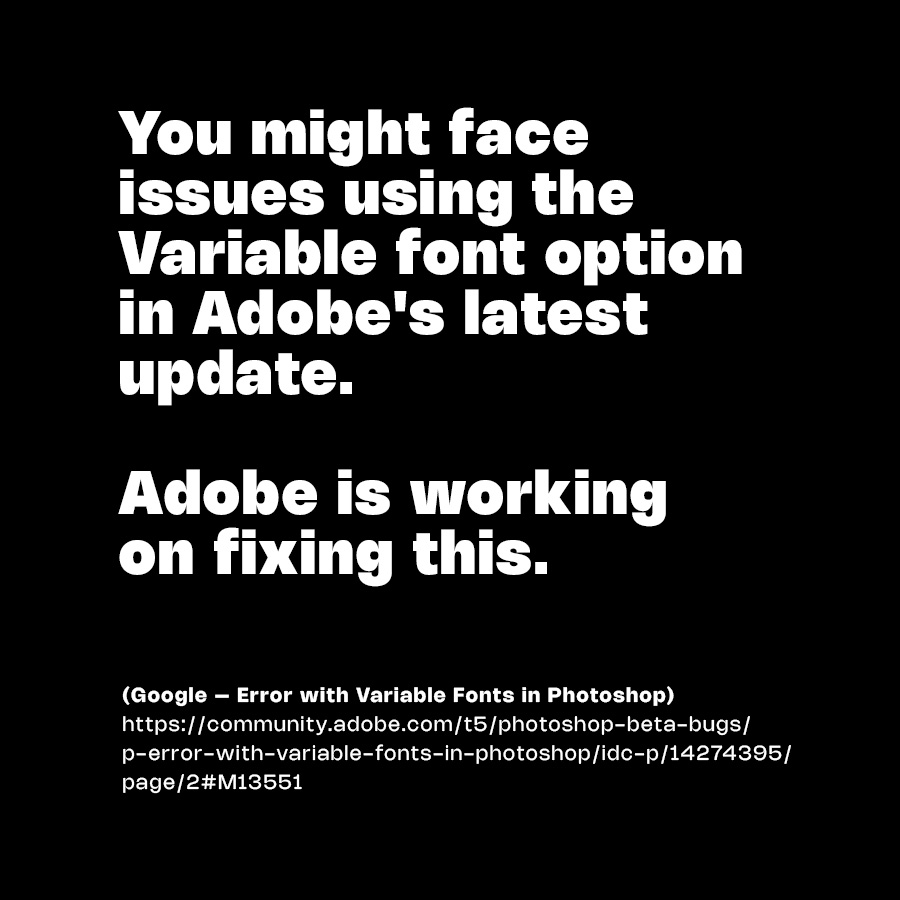 You might face
issues using the
Variable font option
in Adobe's latest
update.
Adobe is working
on fixing this.
(Google – Error with Variable Fonts in Photoshop)
https://community.adobe.com/t5/photoshop-beta-bugs/
p-error-with-variable-fonts-in-photoshop/idc-p/14274395/
page/2#M13551